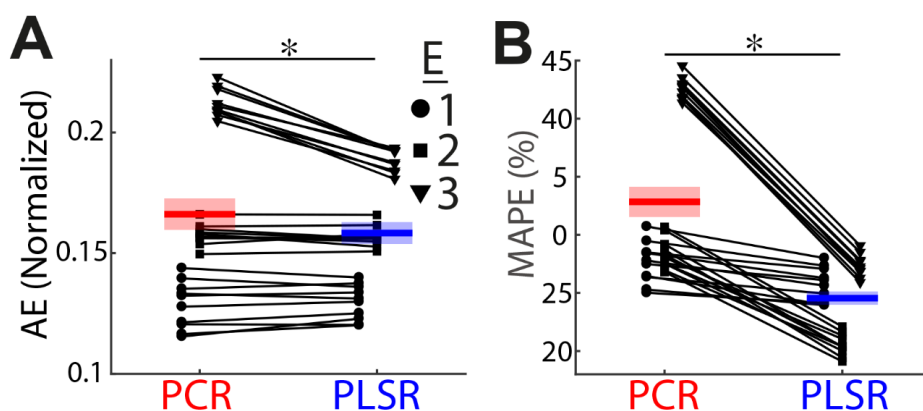 A
*
AE (Normalized)
0.2
0.15
0.1
PCR
PLSR
E
1
2
3
B
*
MAPE (%)
45
40
5
0
25
20
PCR
PLSR